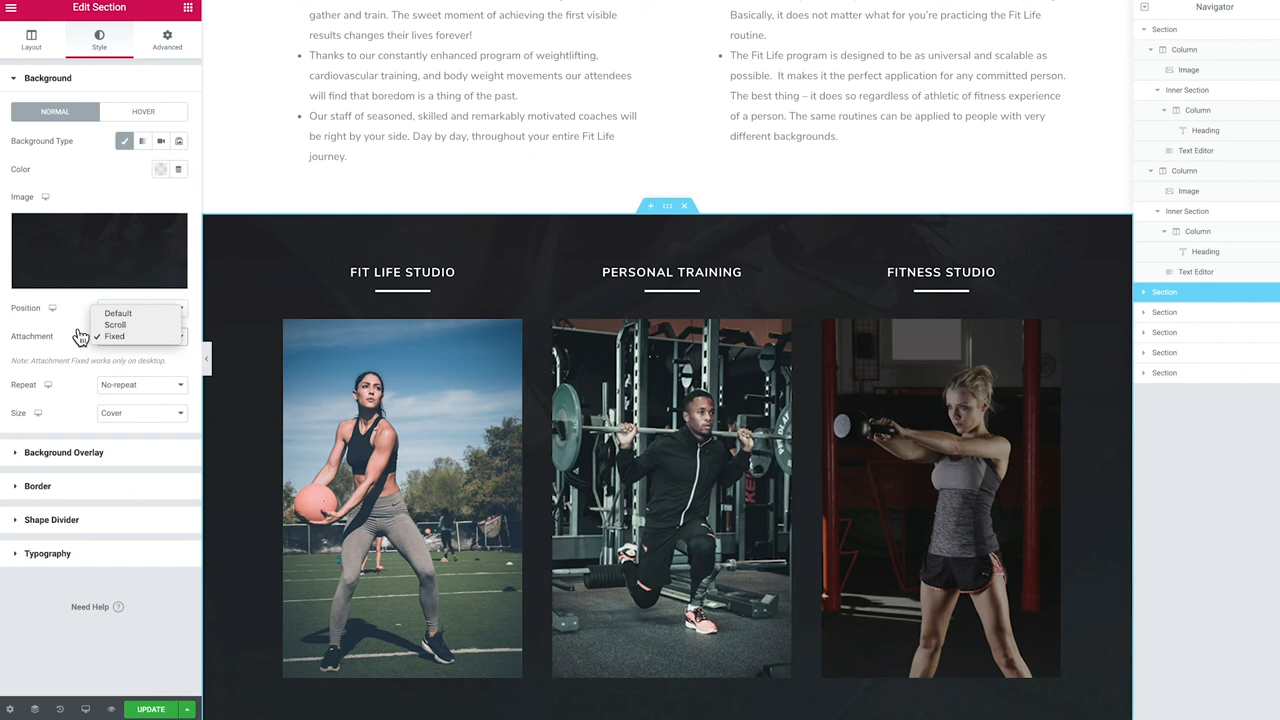 Edit Section
Layout
Style
Advanced
Background
NORMAL
HOVER
Background Type
Color
Image
Position
Default
Scroll
Attachment
✓ Fixed
Note: Attachment Fixed works only on desktop.
Repeat
No-repeat
Size
Cover
Background Overlay
Border
Shape Divider
Typography
Need Help ?
UPDATE
gather and train. The sweet moment of achieving the first visible
results changes their lives forever!
• Thanks to our constantly enhanced program of weightlifting,
cardiovascular training, and body weight movements our attendees
will find that boredom is a thing of the past.
• Our staff of seasoned, skilled and remarkably motivated coaches will
be right by your side. Day by day, throughout your entire Fit Life
journey.
Basically, it does not matter what for you're practicing the Fit Life
routine.
• The Fit Life program is designed to be as universal and scalable as
possible. It makes it the perfect application for any committed person.
The best thing – it does so regardless of athletic of fitness experience
of a person. The same routines can be applied to people with very
different backgrounds.
FIT LIFE STUDIO
PERSONAL TRAINING
FITNESS STUDIO
Navigator
Section
Column
Image
Inner Section
Column
Heading
Text Editor
Column
Image
Inner Section
Column
Heading
Text Editor
Section
Section
Section
Section
Section